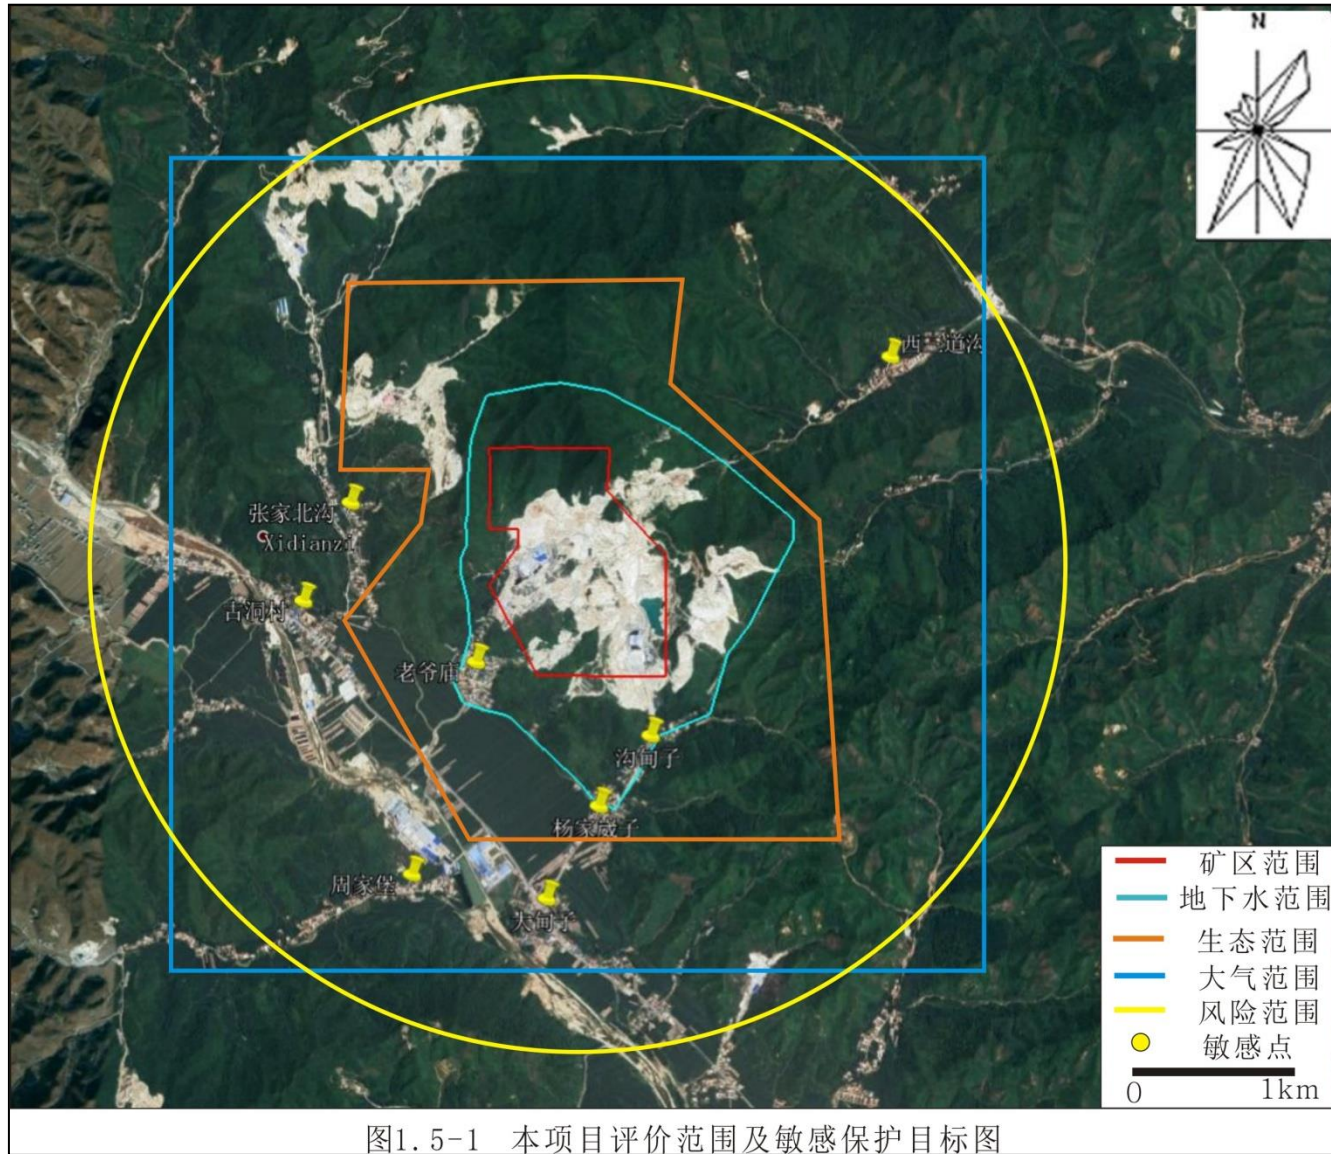 N
西三道沟
张家北沟
Xidianzi
古洞村
老爷庙
沟甸子
杨家崴子
周家堡
大甸子
矿区范围
地下水范围
生态范围
大气范围
风险范围
敏感点
0 1km
图1.5-1 本项目评价范围及敏感保护目标图